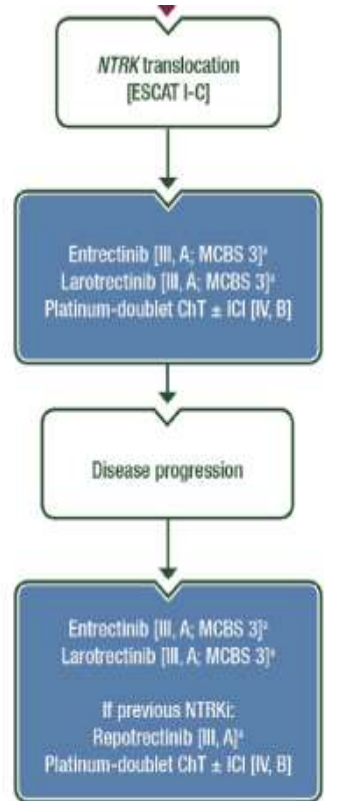 NTRK translocation
[ESCAT I-C]
Entrectinib [III, A; MCBS 3]ᵃ
Larotrectinib [III, A; MCBS 3]ᵃ
Platinum-doublet ChT ± ICI [IV, B]
Disease progression
Entrectinib [III, A; MCBS 3]ᵃ
Larotrectinib [III, A; MCBS 3]ᵃ
If previous NTRKi:
Repotrectinib [III, A]ᵃ
Platinum-doublet ChT ± ICI [IV, B]